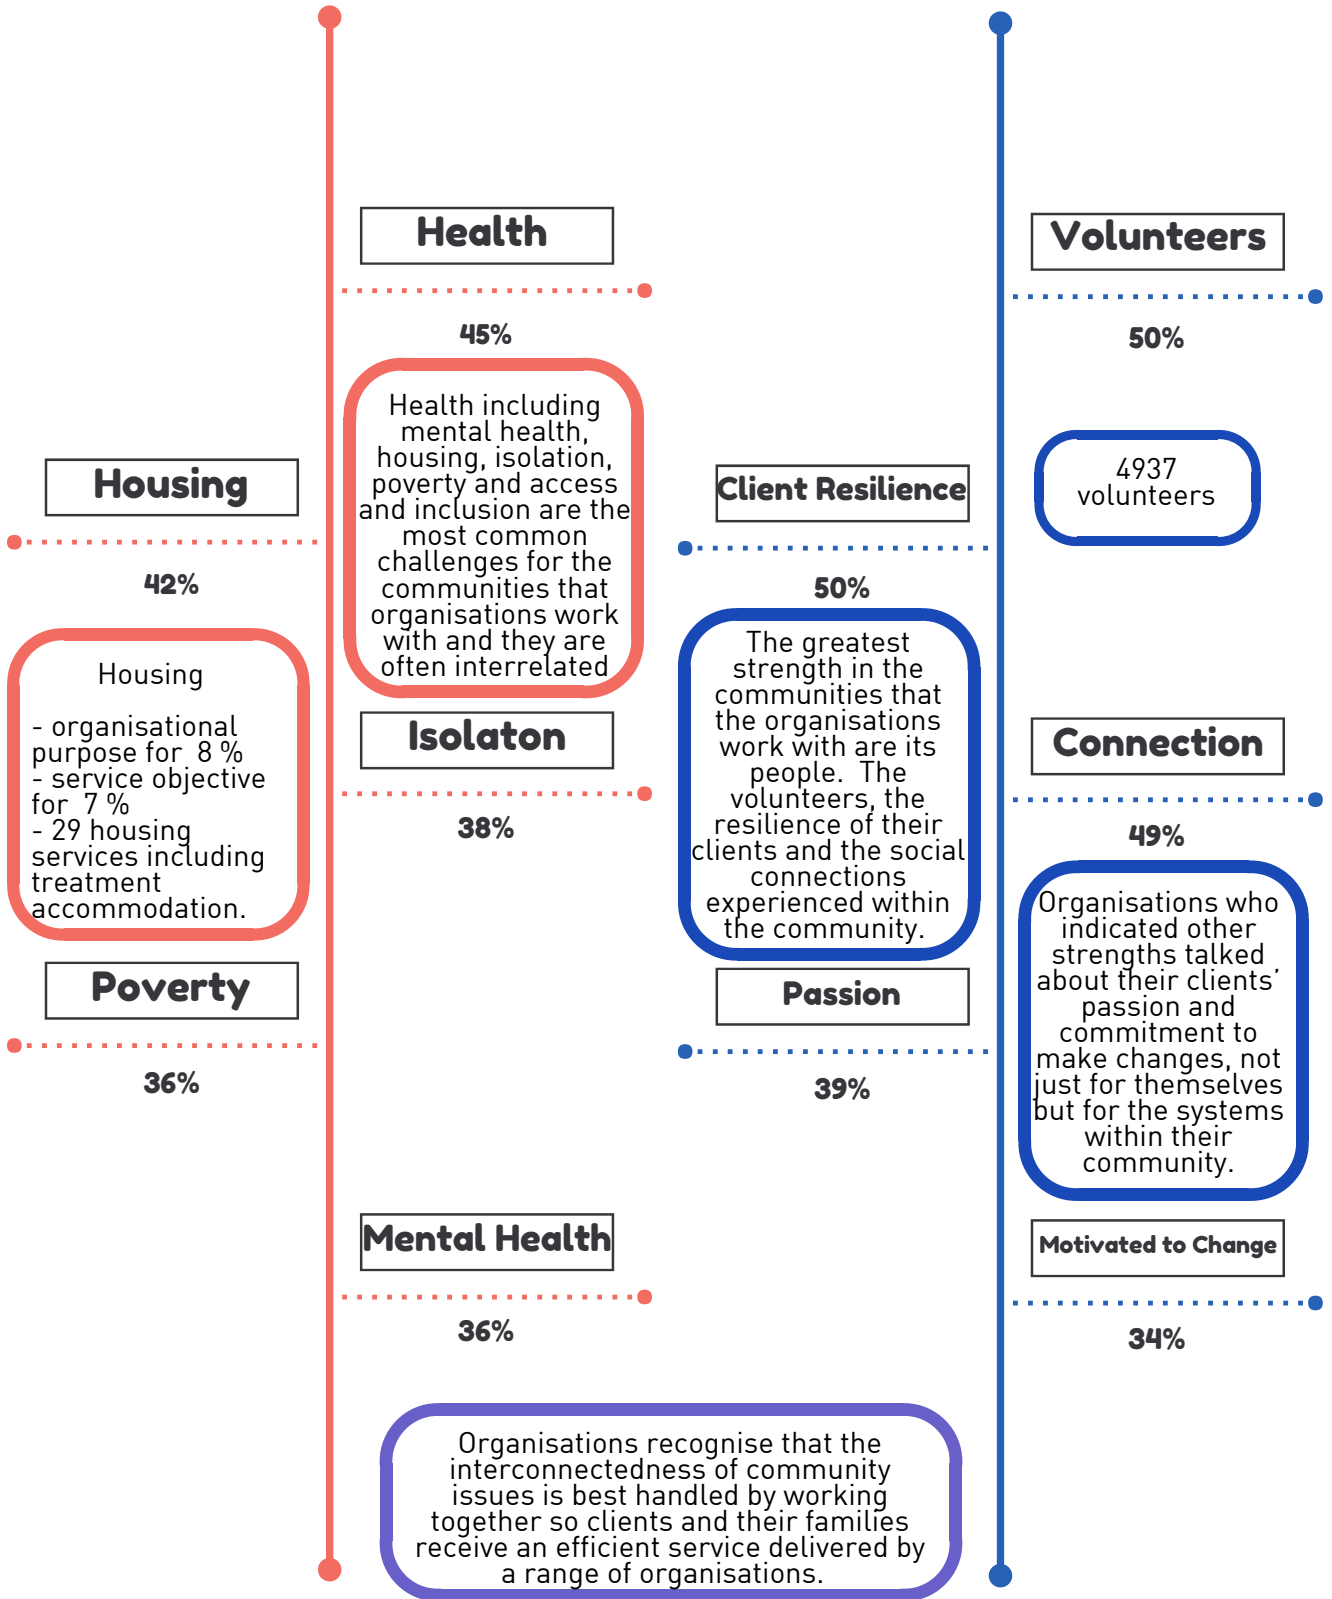 Health
45%
Health including
mental health,
housing, isolation,
poverty and access
and inclusion are the
most common
challenges for the
communities that
organisations work
with and they are
often interrelated
Housing
42%
Housing
- organisational
purpose for  8 %
- service objective
for  7 %
- 29 housing
services including
treatment
accommodation.
Isolaton
38%
Poverty
36%
Mental Health
36%
Volunteers
50%
4937
volunteers
Client Resilience
50%
The greatest
strength in the
communities that
the organisations
work with are its
people.  The
volunteers, the
resilience of their
clients and the social
connections
experienced within
the community.
Connection
49%
Organisations who
indicated other
strengths talked
about their clients’
passion and
commitment to
make changes, not
just for themselves
but for the systems
within their
community.
Passion
39%
Motivated to Change
34%
Organisations recognise that the
interconnectedness of community
issues is best handled by working
together so clients and their families
receive an efficient service delivered by
a range of organisations.